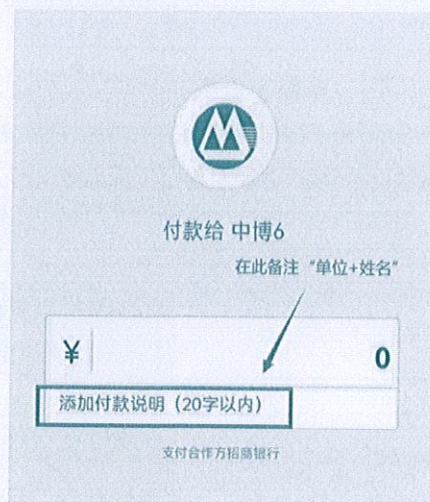 付款给 中博6
在此备注 "单位+姓名"
¥ 0
添加付款说明（20字以内）
支付合作方招商银行